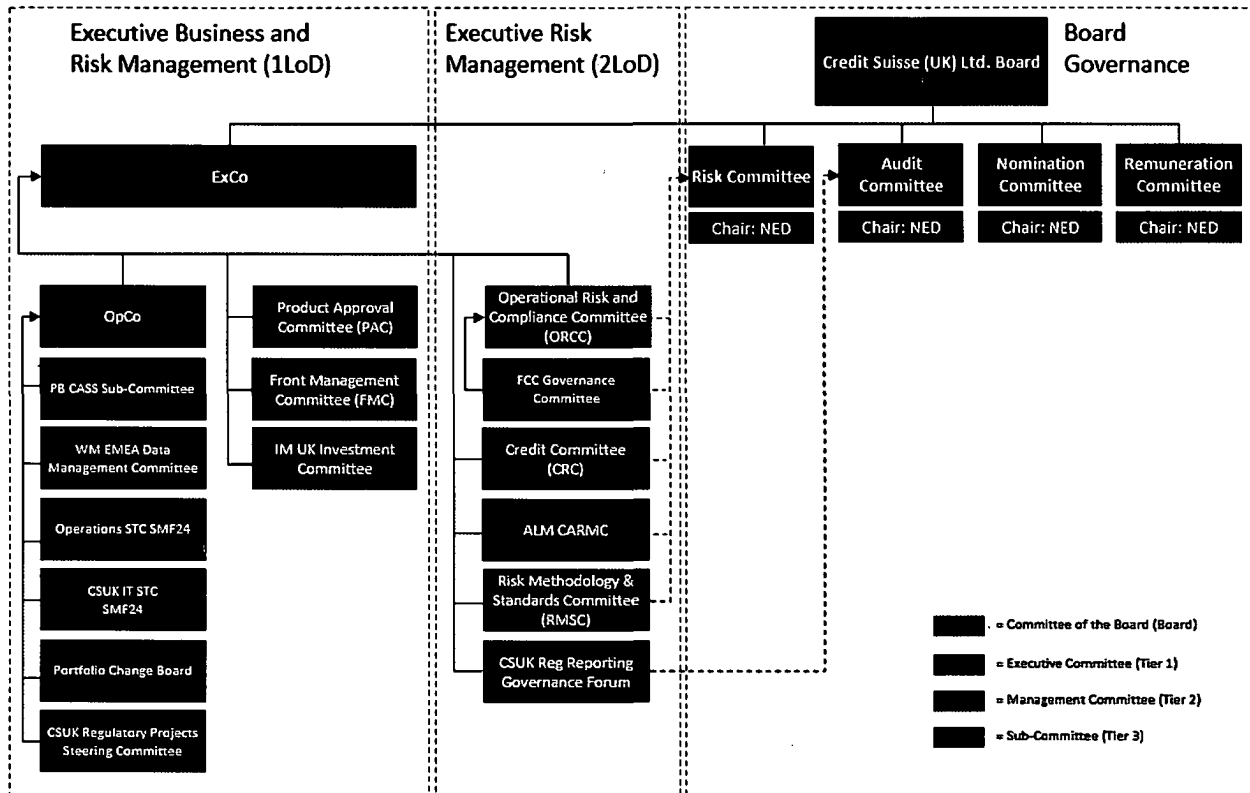 Executive Business and
Risk Management (1LoD)
Executive Risk
Management (2LoD)
Board
Governance
Credit Suisse (UK) Ltd. Board
ExCo
Risk Committee
Chair: NED
Audit
Committee
Chair: NED
Nomination
Committee
Chair: NED
Remuneration
Committee
Chair: NED
OpCo
PB CASS Sub-Committee
WM EMEA Data
Management Committee
Operations STC SMF24
CSUK IT STC
SMF24
Portfolio Change Board
CSUK Regulatory Projects
Steering Committee
Product Approval
Committee (PAC)
Front Management
Committee (FMC)
IM UK Investment
Committee
Operational Risk and
Compliance Committee
(ORCC)
FCC Governance
Committee
Credit Committee
(CRC)
ALM CARMC
Risk Methodology &
Standards Committee
(RMSC)
CSUK Reg Reporting
Governance Forum
= Committee of the Board (Board)
= Executive Committee (Tier 1)
= Management Committee (Tier 2)
= Sub-Committee (Tier 3)